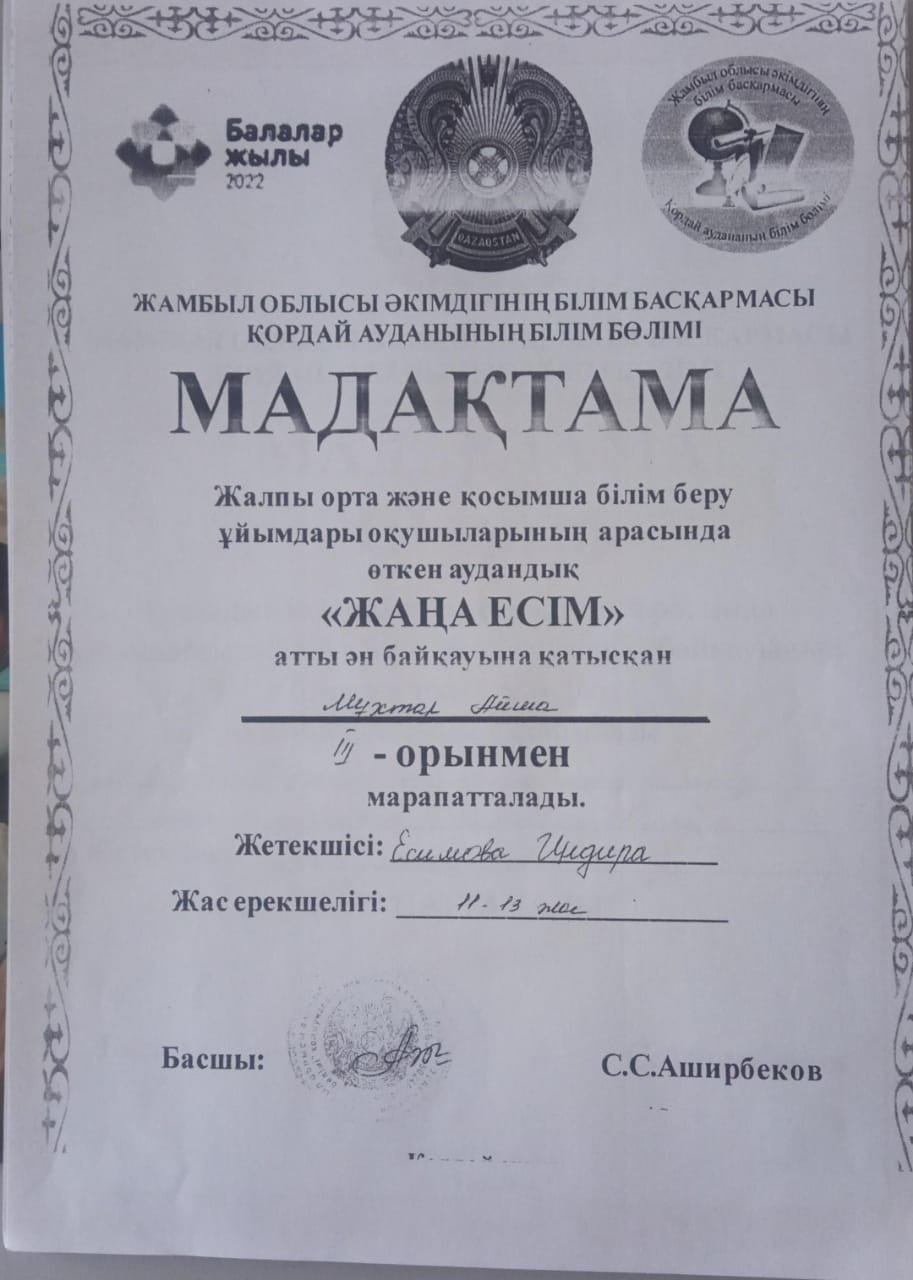 Балалар
жылы
2022
QAZAQSTAN
Жамбыл облысы әкімдігінің
білім басқармасы
Қордай ауданының білім бөлімі
ЖАМБЫЛ ОБЛЫСЫ ӘКІМДІГІНІҢ БІЛІМ БАСҚАРМАСЫ
ҚОРДАЙ АУДАНЫНЫҢ БІЛІМ БӨЛІМІ
МАДАҚТАМА
Жалпы орта және қосымша білім беру
ұйымдары оқушыларының арасында
өткен аудандық
«ЖАҢА ЕСІМ»
атты ән байқауына қатысқан
Мұхтар Айша
III - орынмен
марапатталады.
Жетекшісі: Есимова Индира
Жас ерекшелігі: 11-13 жас
Басшы:
С.С.Аширбеков